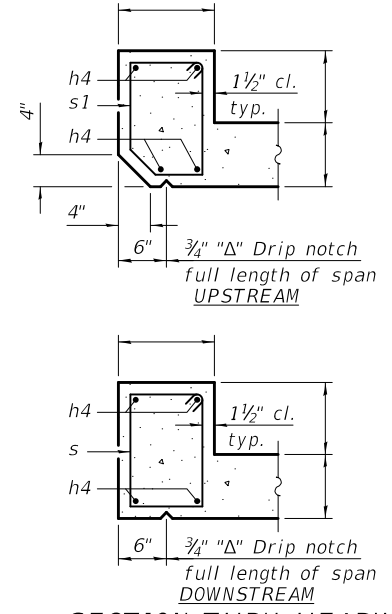 h4
1½" cl.
s1
typ.
4"
h4
4"
6"
¾" "Δ" Drip notch
full length of span
UPSTREAM
h4
1½" cl.
typ.
s
h4
6"
¾" "Δ" Drip notch
full length of span
DOWNSTREAM